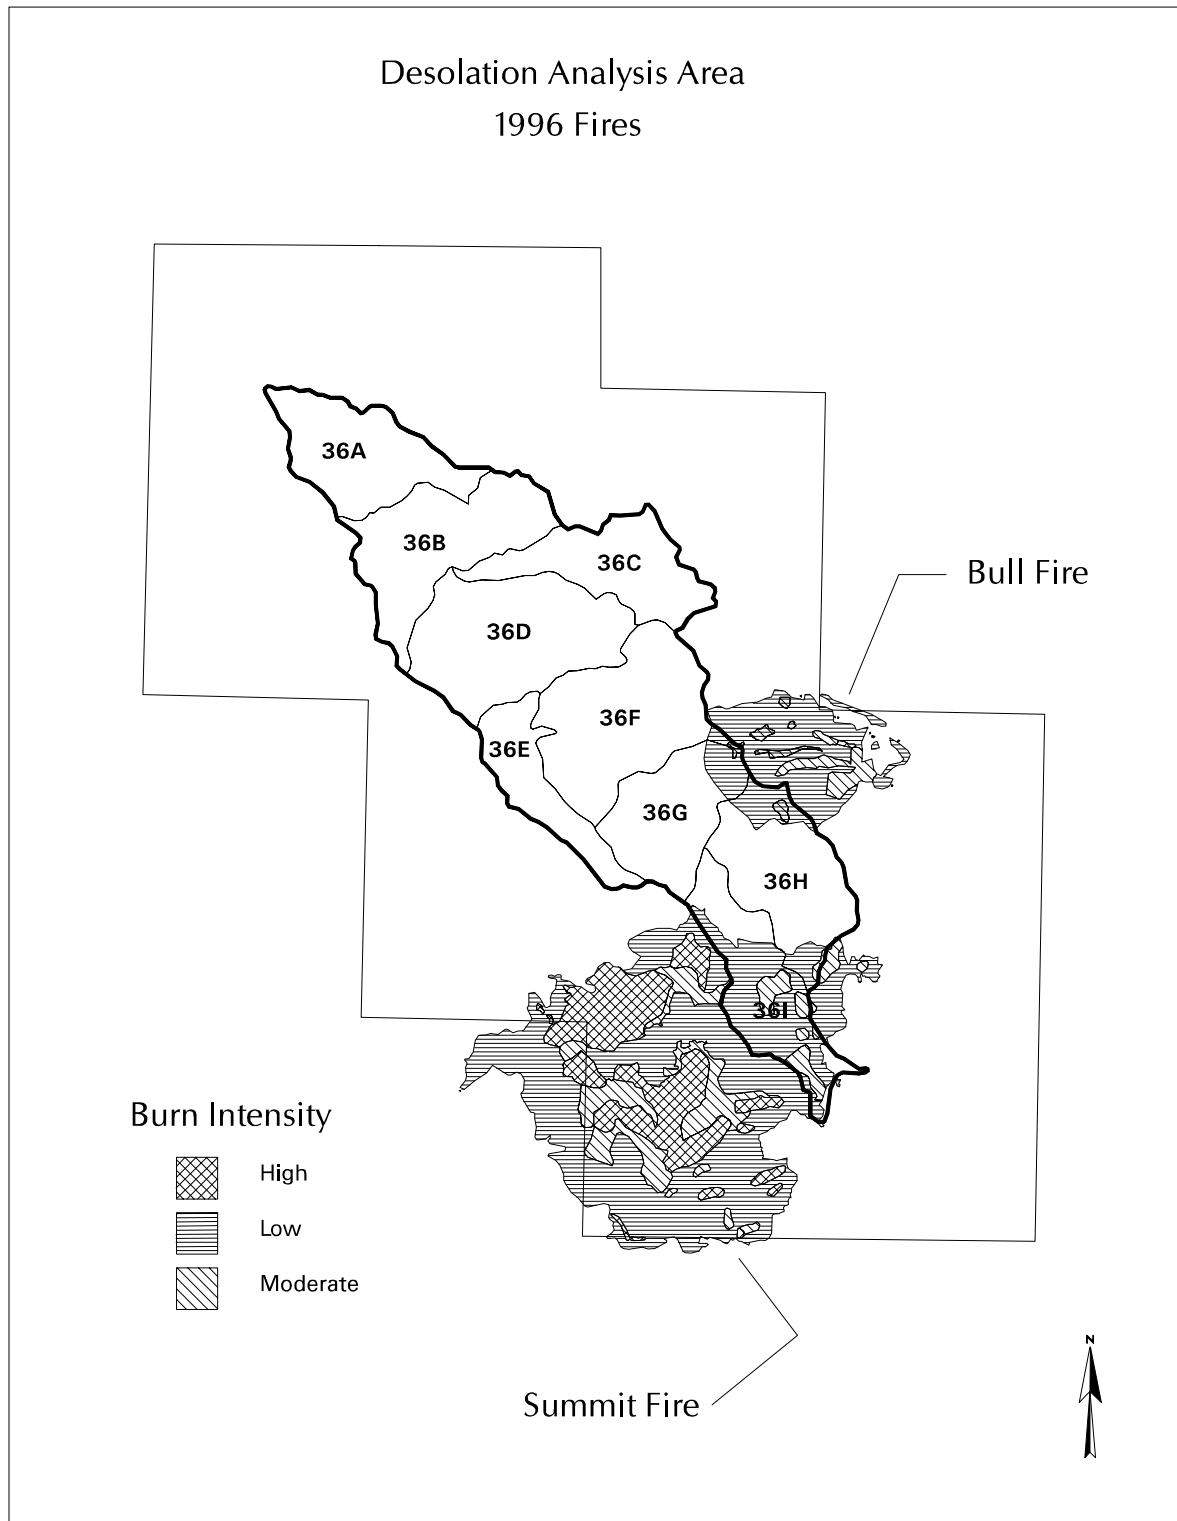 Desolation Analysis Area
1996 Fires
36A
36B
36C
Bull Fire
36D
36F
36E
36G
36H
36I
Burn Intensity
High
Low
Moderate
N
Summit Fire